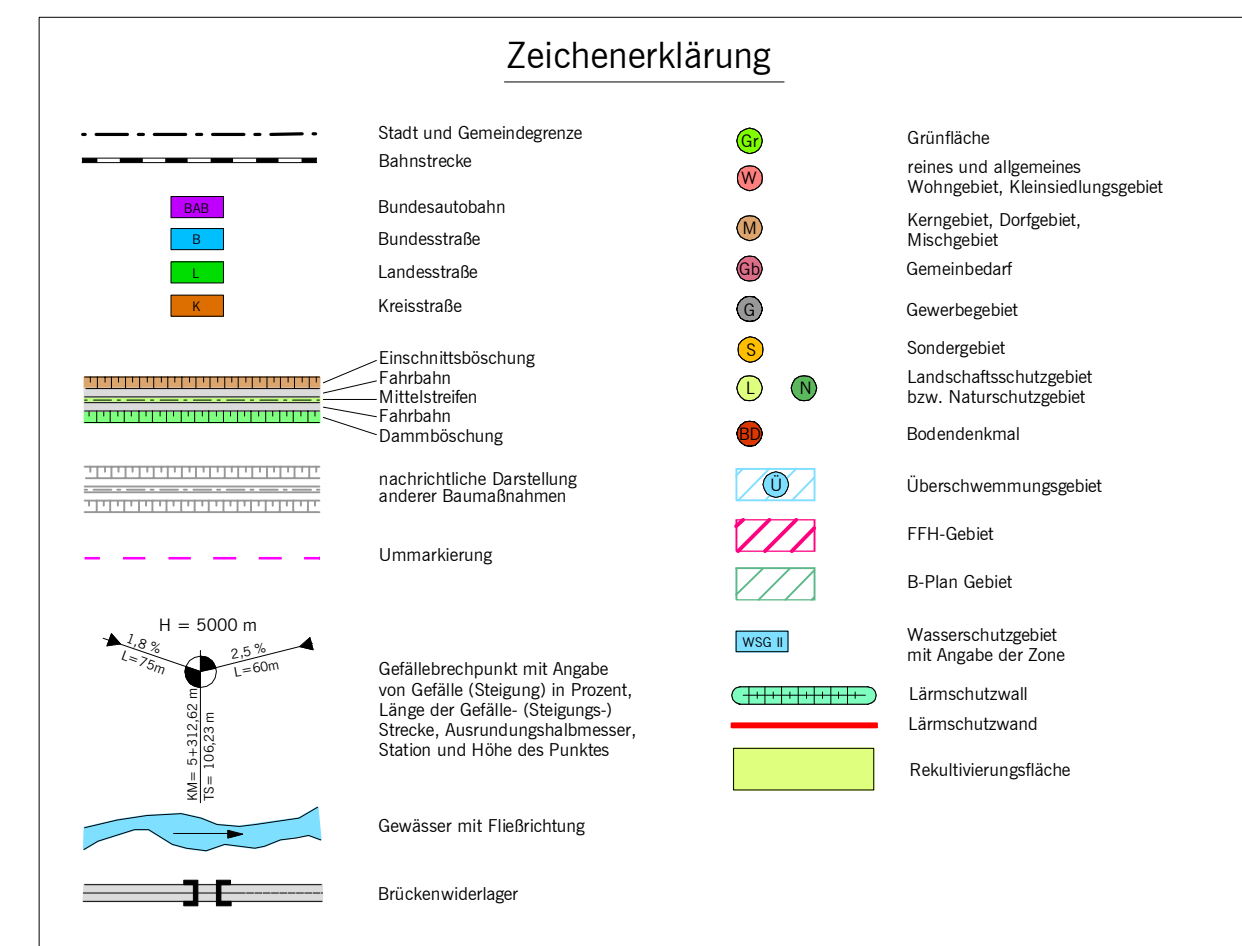 Zeichenerklärung
Stadt und Gemeindegrenze
Bahnstrecke
BAB
Bundesautobahn
B
Bundesstraße
L
Landesstraße
K
Kreisstraße
Einschnittsböschung
Fahrbahn
Mittelstreifen
Fahrbahn
Dammböschung
nachrichtliche Darstellung
anderer Baumaßnahmen
Ummarkierung
H = 5000 m
1,8 %
L=75m
2,5 %
L=60m
KM= 5+312,62 m
TS= 106,23 m
Gefällebrechpunkt mit Angabe
von Gefälle (Steigung) in Prozent,
Länge der Gefälle- (Steigungs-)
Strecke, Ausrundungshalbmesser,
Station und Höhe des Punktes
Gewässer mit Fließrichtung
Brückenwiderlager
Gr
Grünfläche
W
reines und allgemeines
Wohngebiet, Kleinsiedlungsgebiet
M
Kerngebiet, Dorfgebiet,
Mischgebiet
Gb
Gemeinbedarf
G
Gewerbegebiet
S
Sondergebiet
L N
Landschaftsschutzgebiet
bzw. Naturschutzgebiet
BD
Bodendenkmal
Ü
Überschwemmungsgebiet
FFH-Gebiet
B-Plan Gebiet
WSG II
Wasserschutzgebiet
mit Angabe der Zone
Lärmschutzwall
Lärmschutzwand
Rekultivierungsfläche